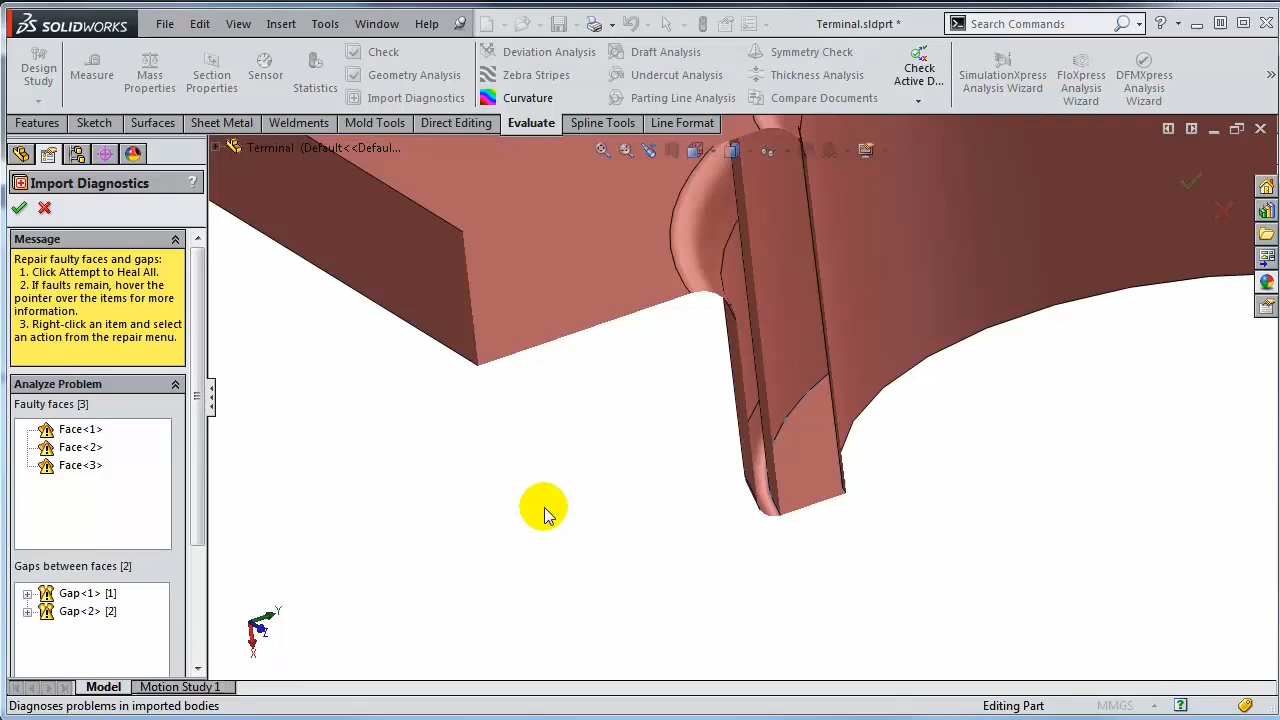 SOLIDWORKS File Edit View Insert Tools Window Help Terminal.sldprt * Search Commands
Design Study
Measure
Mass Properties
Section Properties
Sensor
Statistics
Check
Geometry Analysis
Import Diagnostics
Deviation Analysis
Zebra Stripes
Curvature
Draft Analysis
Undercut Analysis
Parting Line Analysis
Symmetry Check
Thickness Analysis
Compare Documents
Check Active D...
SimulationXpress Analysis Wizard
FloXpress Analysis Wizard
DFMXpress Analysis Wizard
Features Sketch Surfaces Sheet Metal Weldments Mold Tools Direct Editing Evaluate Spline Tools Line Format
Terminal (Default<<Defaul...
Import Diagnostics ?
Message
Repair faulty faces and gaps:
1. Click Attempt to Heal All.
2. If faults remain, hover the
pointer over the items for more
information.
3. Right-click an item and select
an action from the repair menu.
Analyze Problem
Faulty faces [3]
Face<1>
Face<2>
Face<3>
Gaps between faces [2]
Gap<1> [1]
Gap<2> [2]
Y
Z
X
Model Motion Study 1
Diagnoses problems in imported bodies Editing Part MMGS